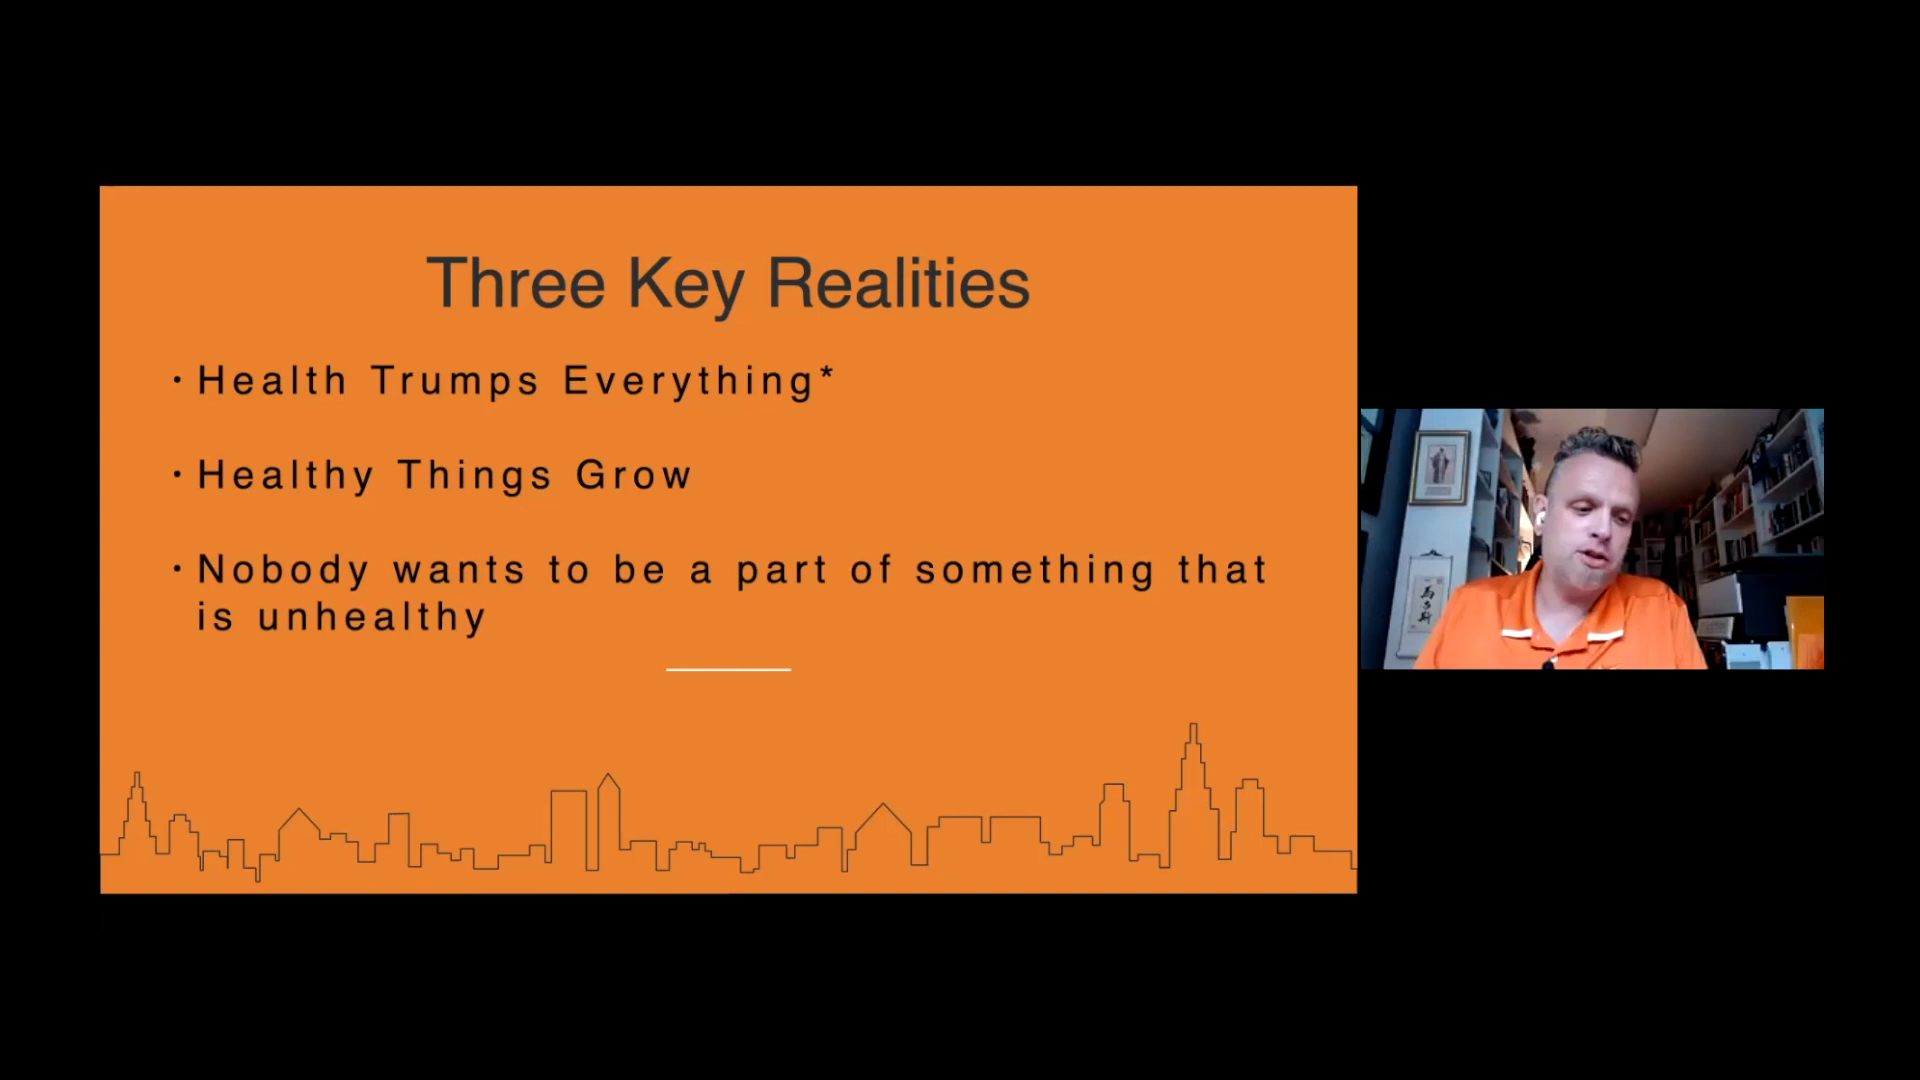 Three Key Realities
· Health Trumps Everything*
· Healthy Things Grow
· Nobody wants to be a part of something that
is unhealthy